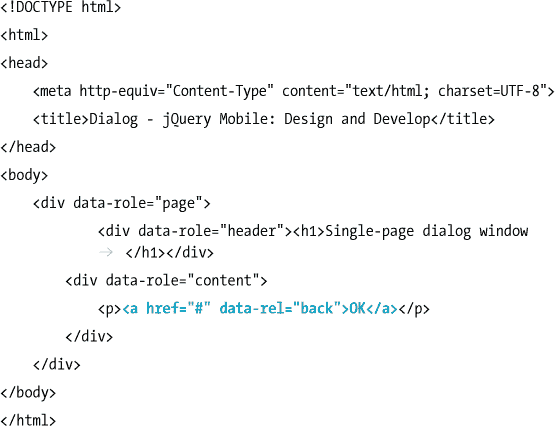 <!DOCTYPE html>
<html>
<head>
<meta http-equiv="Content-Type" content="text/html; charset=UTF-8">
<title>Dialog - jQuery Mobile: Design and Develop</title>
</head>
<body>
<div data-role="page">
<div data-role="header"><h1>Single-page dialog window
→ </h1></div>
<div data-role="content">
<p><a href="#" data-rel="back">OK</a></p>
</div>
</div>
</body>
</html>